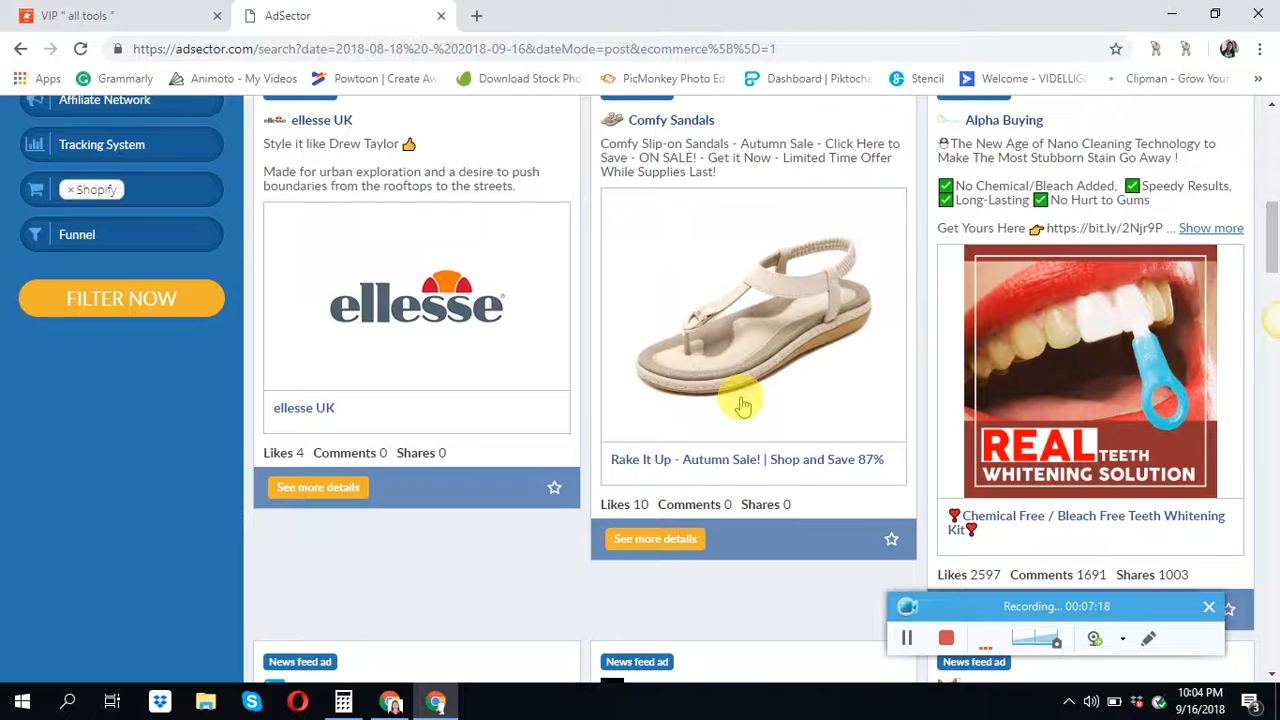 VIP " all tools "
AdSector
https://adsector.com/search?date=2018-08-18%20-%202018-09-16&dateMode=post&ecommerce%5B%5D=1
Apps
Grammarly
Animoto - My Videos
Powtoon | Create Aw
Download Stock Pho
PicMonkey Photo Ed
Dashboard | Piktocha
Stencil
Welcome - VIDELLIG
Clipman - Grow Your
Affiliate Network
Tracking System
× Shopify
Funnel
FILTER NOW
ellesse UK
Style it like Drew Taylor
Made for urban exploration and a desire to push
boundaries from the rooftops to the streets.
ellesse
ellesse UK
Likes 4 Comments 0 Shares 0
See more details
Comfy Sandals
Comfy Slip-on Sandals - Autumn Sale - Click Here to
Save - ON SALE! - Get it Now - Limited Time Offer
While Supplies Last!
Rake It Up - Autumn Sale! | Shop and Save 87%
Likes 10 Comments 0 Shares 0
See more details
Alpha Buying
The New Age of Nano Cleaning Technology to
Make The Most Stubborn Stain Go Away !
No Chemical/Bleach Added, Speedy Results,
Long-Lasting No Hurt to Gums
Get Yours Here https://bit.ly/2Njr9P ... Show more
REAL TEETH
WHITENING SOLUTION
Chemical Free / Bleach Free Teeth Whitening
Kit
Likes 2597 Comments 1691 Shares 1003
Recording... 00:07:18
News feed ad
News feed ad
News feed ad
10:04 PM
9/16/2018
3